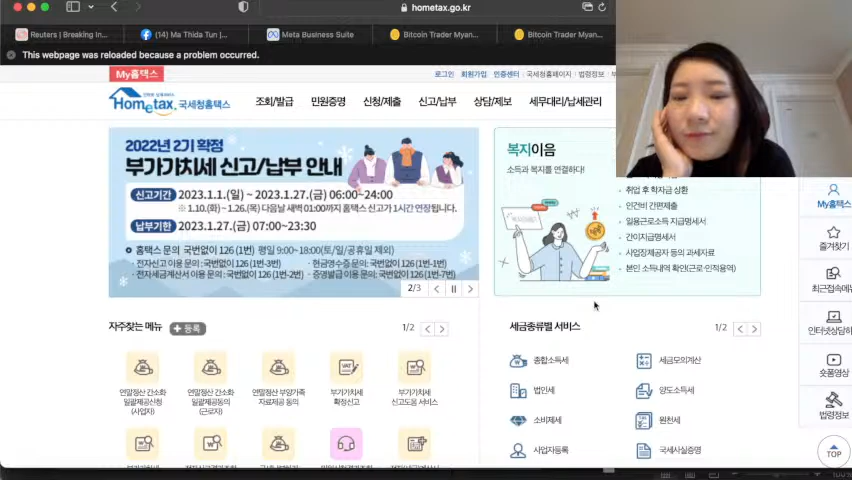 hometax.go.kr
Reuters | Breaking In...
(14) Ma Thida Tun |...
Meta Business Suite
Bitcoin Trader Myan...
Bitcoin Trader Myan...
This webpage was reloaded because a problem occurred.
My홈택스
로그인 회원가입 인증센터 국세청홈페이지 법령정보
Hometax. 국세청홈택스
조회/발급 민원증명 신청/제출 신고/납부 상담/제보 세무대리/납세관리
2022년 2기 확정
부가가치세 신고/납부 안내
신고기간 2023.1.1.(일) ~ 2023.1.27.(금) 06:00~24:00
※ 1.10.(화) ~ 1.26.(목) 다음날 새벽 01:00까지 홈택스 신고가 1시간 연장됩니다.
납부기한 2023.1.27.(금) 07:00~23:30
홈택스 문의 국번없이 126 (1번) 평일 9:00~18:00(토/일/공휴일 제외)
· 전자신고 이용 문의 : 국번없이 126 (1번-3번) · 현금영수증 문의 : 국번없이 126 (1번-1번)
· 전자세금계산서 이용 문의 : 국번없이 126 (1번-2번) · 증명발급 이용 문의 : 국번없이 126 (1번-7번)
2/3
복지이음
소득과 복지를 연결하다!
취업 후 학자금 상환
인건비 간편제출
일용근로소득 지급명세서
간이지급명세서
사업장제공자 등의 과세자료
본인 소득내역 확인(근로·인적용역)
My홈택스
즐겨찾기
최근접속메뉴
인터넷상담하
숏폼영상
법령정보
TOP
자주찾는 메뉴 + 등록 1/2
연말정산 간소화
일괄제공신청
(사업자)
연말정산 간소화
일괄제공동의
(근로자)
연말정산 부양가족
자료제공 동의
부가가치세
확정신고
부가가치세
신고도움 서비스
세금종류별 서비스 1/2
종합소득세
세금모의계산
법인세
양도소득세
소비제세
원천세
사업자등록
국세사실증명